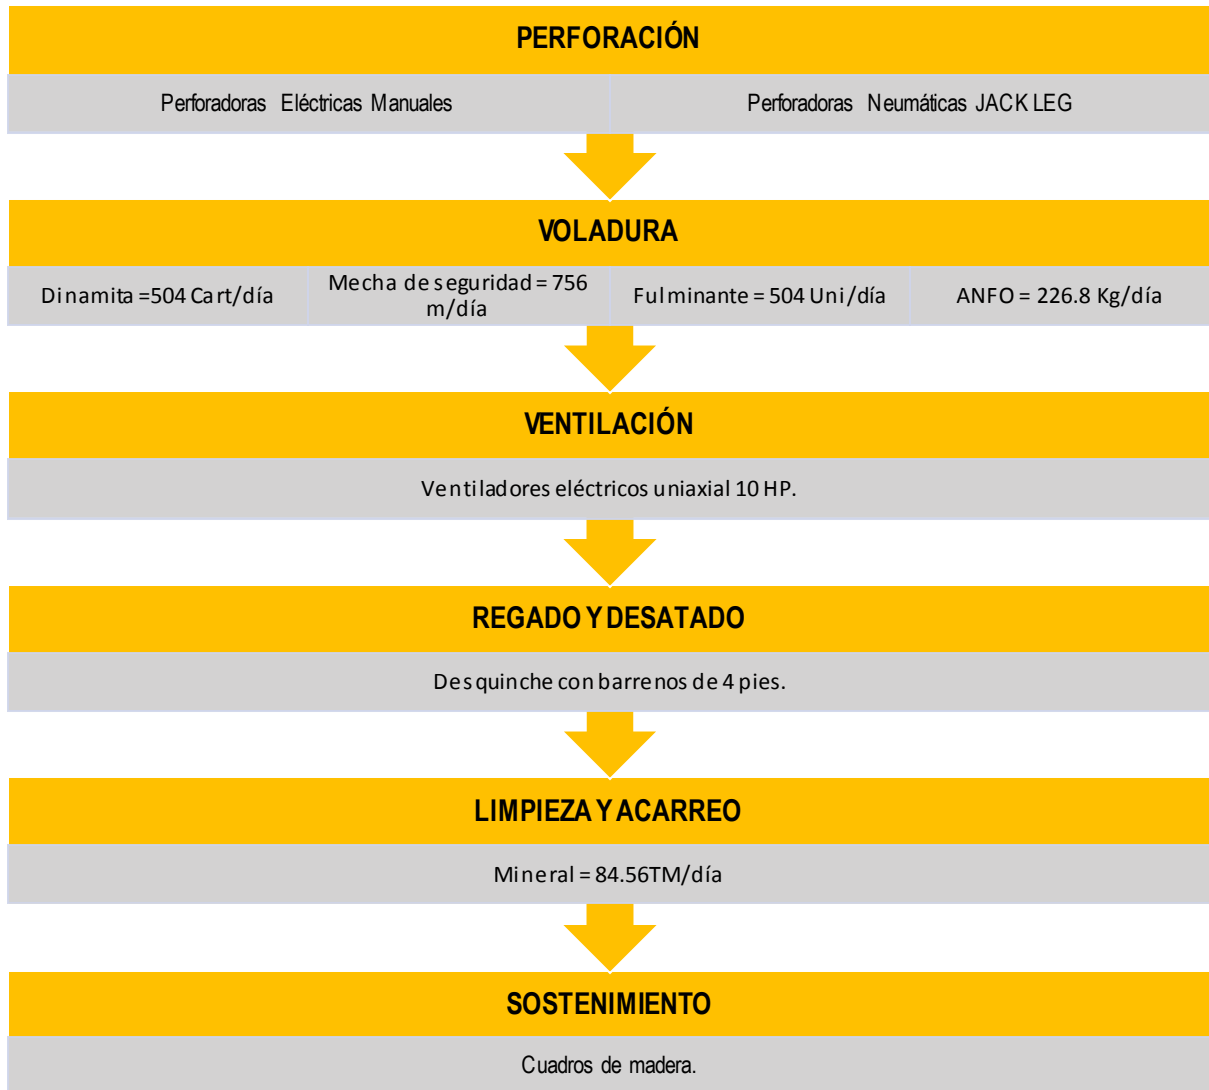 PERFORACIÓN
Perforadoras Eléctricas Manuales
Perforadoras Neumáticas JACK LEG
VOLADURA
Dinamita =504 Cart/día
Mecha de seguridad = 756
m/día
Fulminante = 504 Uni/día
ANFO = 226.8 Kg/día
VENTILACIÓN
Ventiladores eléctricos uniaxial 10 HP.
REGADO Y DESATADO
Desquinche con barrenos de 4 pies.
LIMPIEZA Y ACARREO
Mineral = 84.56TM/día
SOSTENIMIENTO
Cuadros de madera.